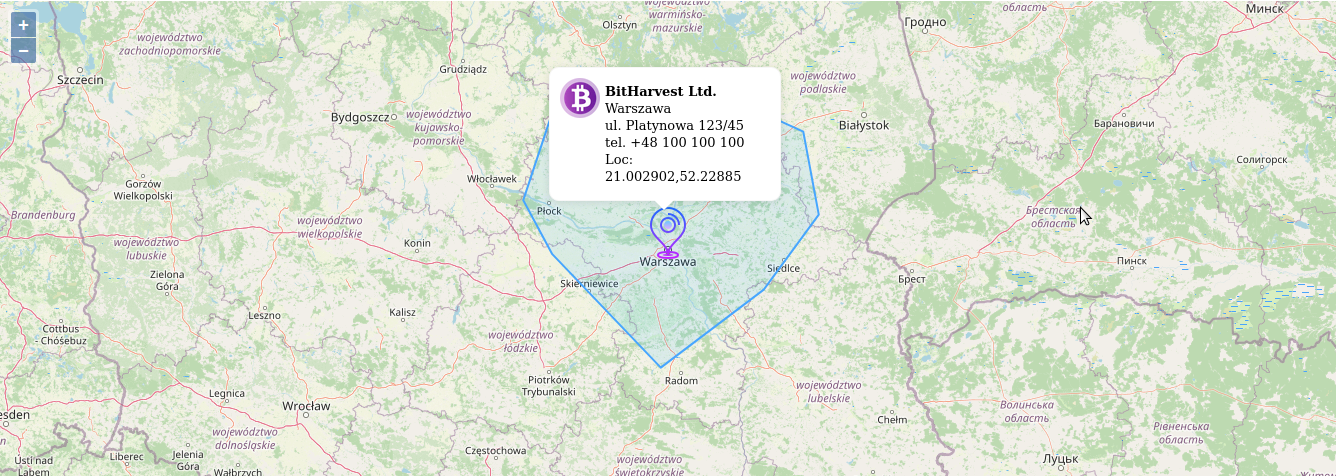 +
−
województwo
zachodniopomorskie
Szczecin
Olsztyn
województwo
warmińsko-
mazurskie
область
Минск
Гродно
Grudziądz
Bydgoszcz
województwo
kujawsko-
pomorskie
województwo
podlaskie
Białystok
Барановичи
Солигорск
BitHarvest Ltd.
Warszawa
ul. Platynowa 123/45
tel. +48 100 100 100
Loc:
21.002902,52.22885
Gorzów
Wielkopolski
Włocławek
Płock
Brandenburg
województwo
lubuskie
województwo
wielkopolskie
Konin
Брестская
область
Zielona
Góra
Warszawa
Siedlce
Skierniewice
Брест
Пинск
Leszno
Kalisz
Cottbus
- Chóśebuz
województwo
łódzkie
Piotrków
Trybunalski
Radom
województwo
lubelskie
Legnica
Wrocław
esden
województwo
dolnośląskie
Chełm
Волинська
область
Рівненська
область
Луцьк
Ustí nad
Labem
Liberec
Jelenia
Góra
Wałbrzych
Częstochowa
województwo
świętokrzyskie